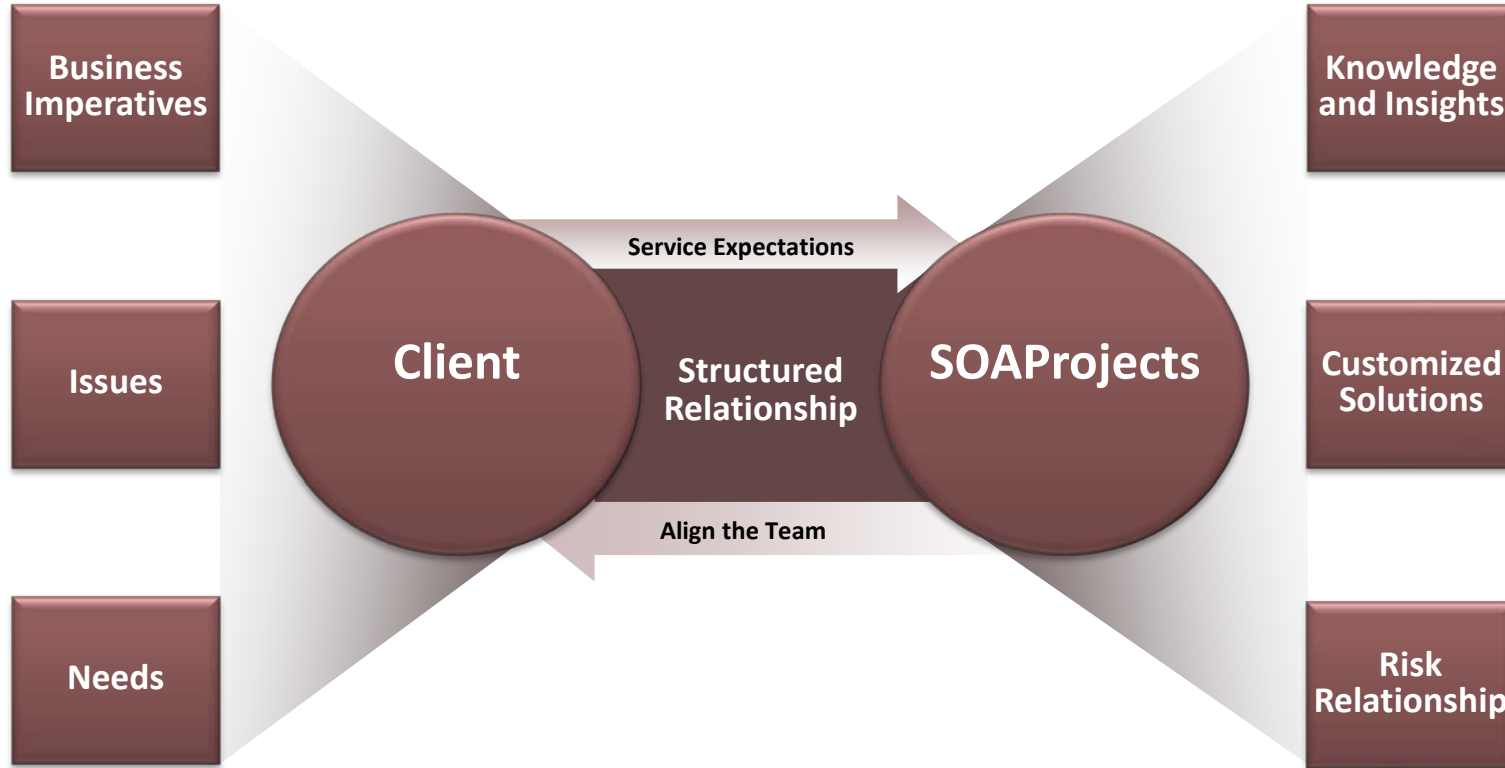 Business
Imperatives
Issues
Needs
Client
Service Expectations
Structured
Relationship
Align the Team
SOAProjects
Knowledge
and Insights
Customized
Solutions
Risk
Relationship